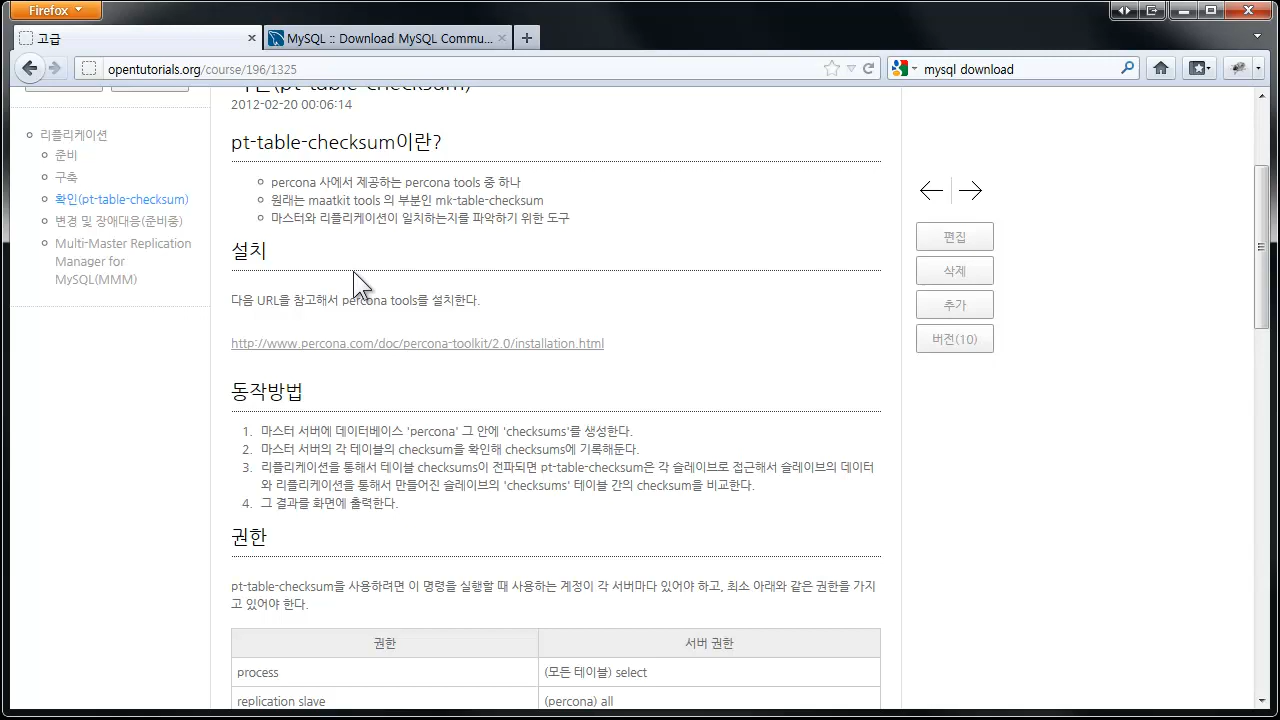 Firefox
고급
MySQL :: Download MySQL Commu...
opentutorials.org/course/196/1325
mysql download
2012-02-20 00:06:14
리플리케이션
준비
구축
확인(pt-table-checksum)
변경 및 장애대응(준비중)
Multi-Master Replication
Manager for
MySQL(MMM)
pt-table-checksum이란?
percona 사에서 제공하는 percona tools 중 하나
원래는 maatkit tools 의 부분인 mk-table-checksum
마스터와 리플리케이션이 일치하는지를 파악하기 위한 도구
설치
다음 URL을 참고해서 percona tools를 설치한다.
http://www.percona.com/doc/percona-toolkit/2.0/installation.html
동작방법
1. 마스터 서버에 데이터베이스 'percona' 그 안에 'checksums'를 생성한다.
2. 마스터 서버의 각 테이블의 checksum을 확인해 checksums에 기록해둔다.
3. 리플리케이션을 통해서 테이블 checksums이 전파되면 pt-table-checksum은 각 슬레이브로 접근해서 슬레이브의 데이터
와 리플리케이션을 통해서 만들어진 슬레이브의 'checksums' 테이블 간의 checksum을 비교한다.
4. 그 결과를 화면에 출력한다.
권한
pt-table-checksum을 사용하려면 이 명령을 실행할 때 사용하는 계정이 각 서버마다 있어야 하고, 최소 아래와 같은 권한을 가지
고 있어야 한다.
권한 서버 권한
process (모든 테이블) select
replication slave (percona) all
편집
삭제
추가
버전(10)